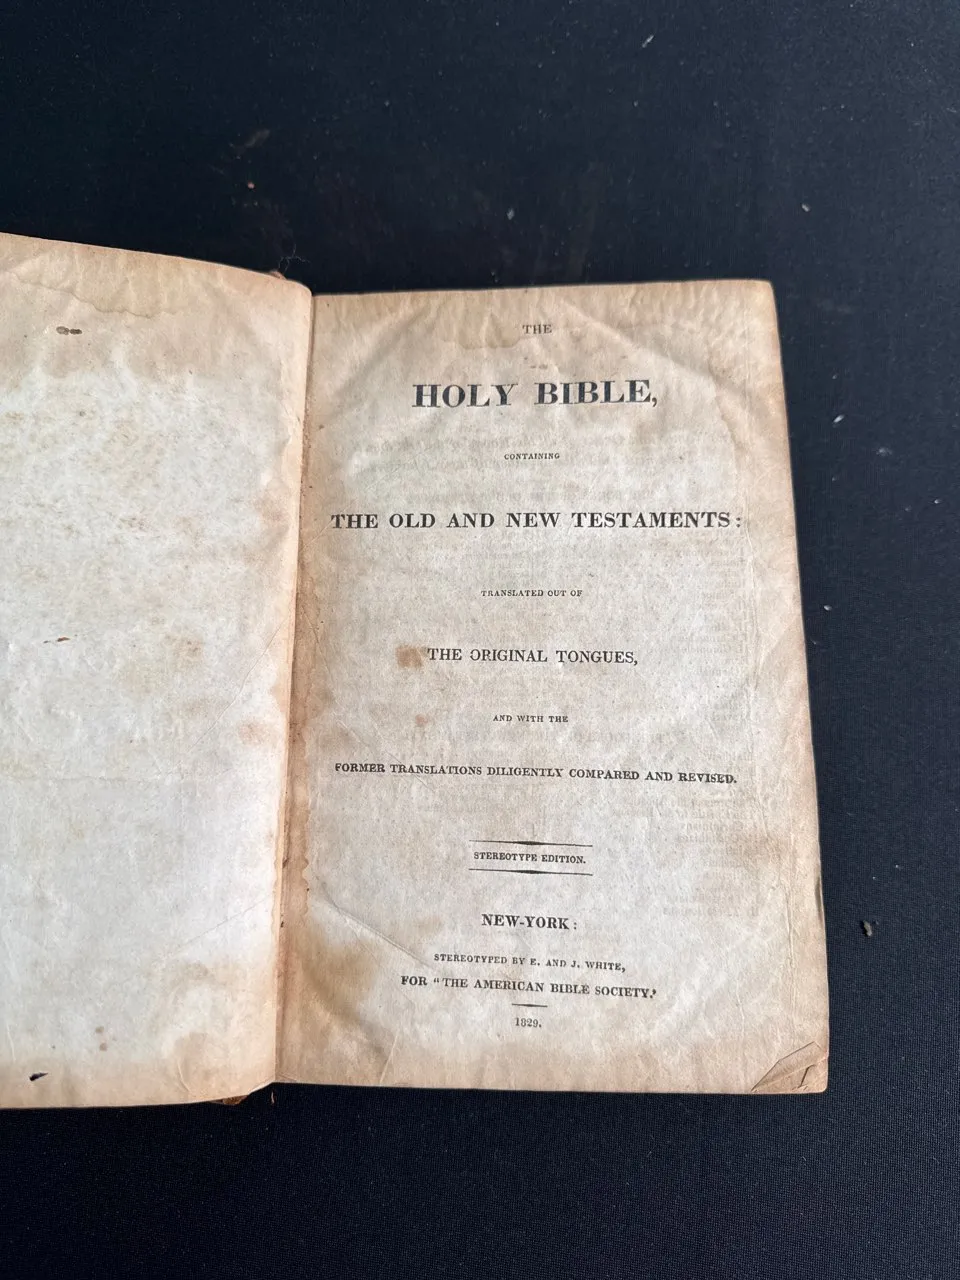 THE
HOLY BIBLE,
CONTAINING
THE OLD AND NEW TESTAMENTS:
TRANSLATED OUT OF
THE ORIGINAL TONGUES,
AND WITH THE
FORMER TRANSLATIONS DILIGENTLY COMPARED AND REVISED.
STEREOTYPE EDITION.
NEW-YORK:
STEREOTYPED BY E. AND J. WHITE,
FOR "THE AMERICAN BIBLE SOCIETY."
1829.